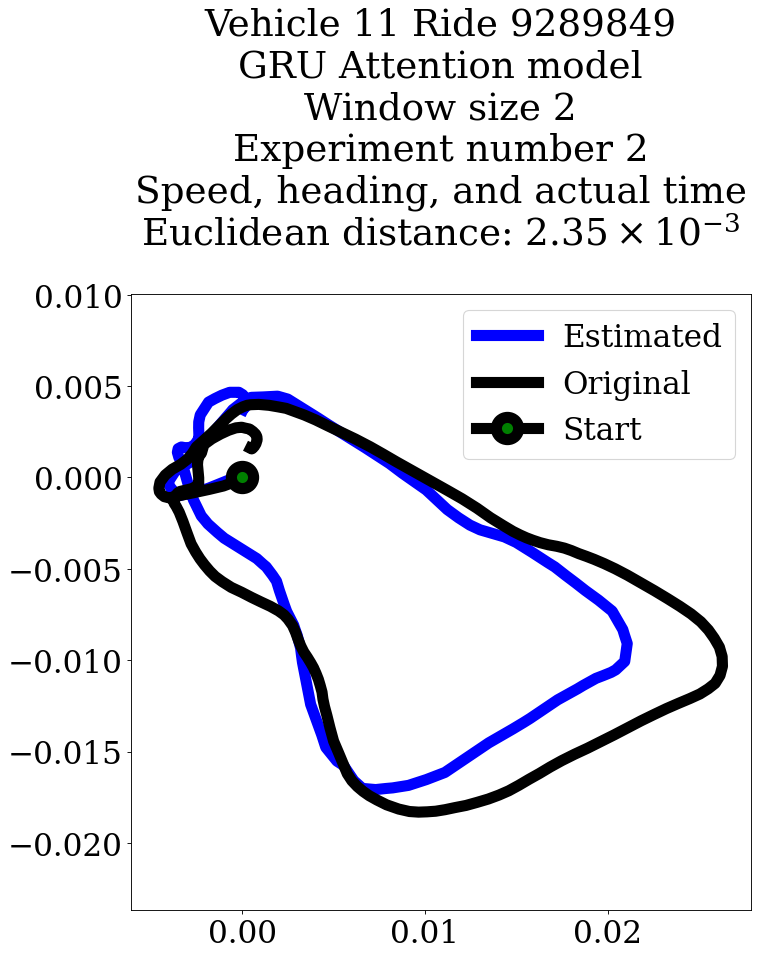 Vehicle 11 Ride 9289849
GRU Attention model
Window size 2
Experiment number 2
Speed, heading, and actual time
Euclidean distance: 2.35 × 10⁻³
0.010
Estimated
0.005
Original
Start
0.000
−0.005
−0.010
−0.015
−0.020
0.00 0.01 0.02